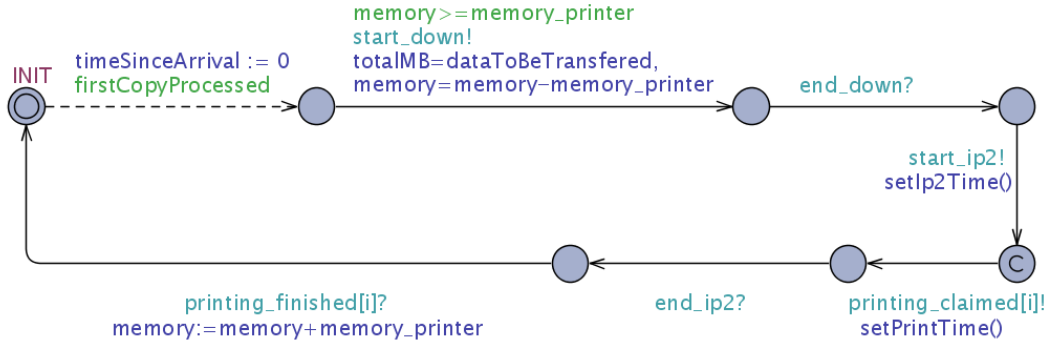 INIT
timeSinceArrival := 0
firstCopyProcessed
memory>=memory_printer
start_down!
totalMB=dataToBeTransfered,
memory=memory-memory_printer
end_down?
start_ip2!
setIp2Time()
C
printing_claimed[i]!
setPrintTime()
end_ip2?
printing_finished[i]?
memory:=memory+memory_printer